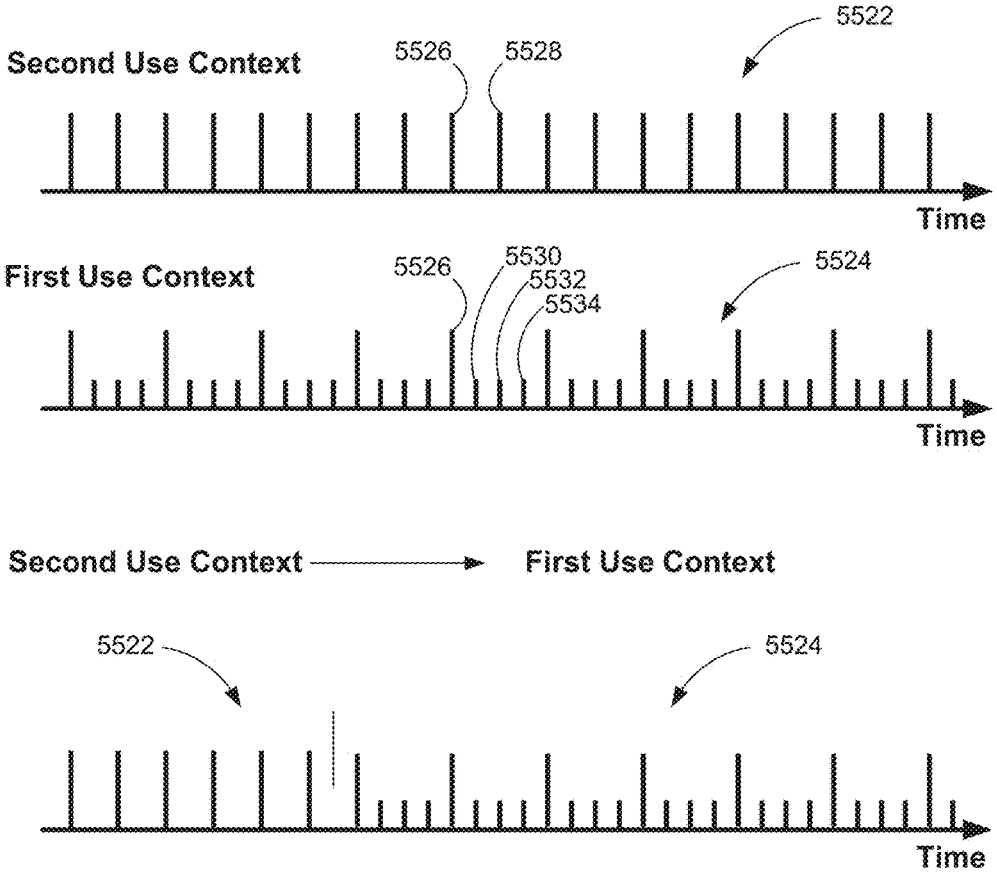 5522
5526 5528
Second Use Context
Time
5526 5530
5524
First Use Context
5532
5534
Time
Second Use Context First Use Context
5522 5524
Time